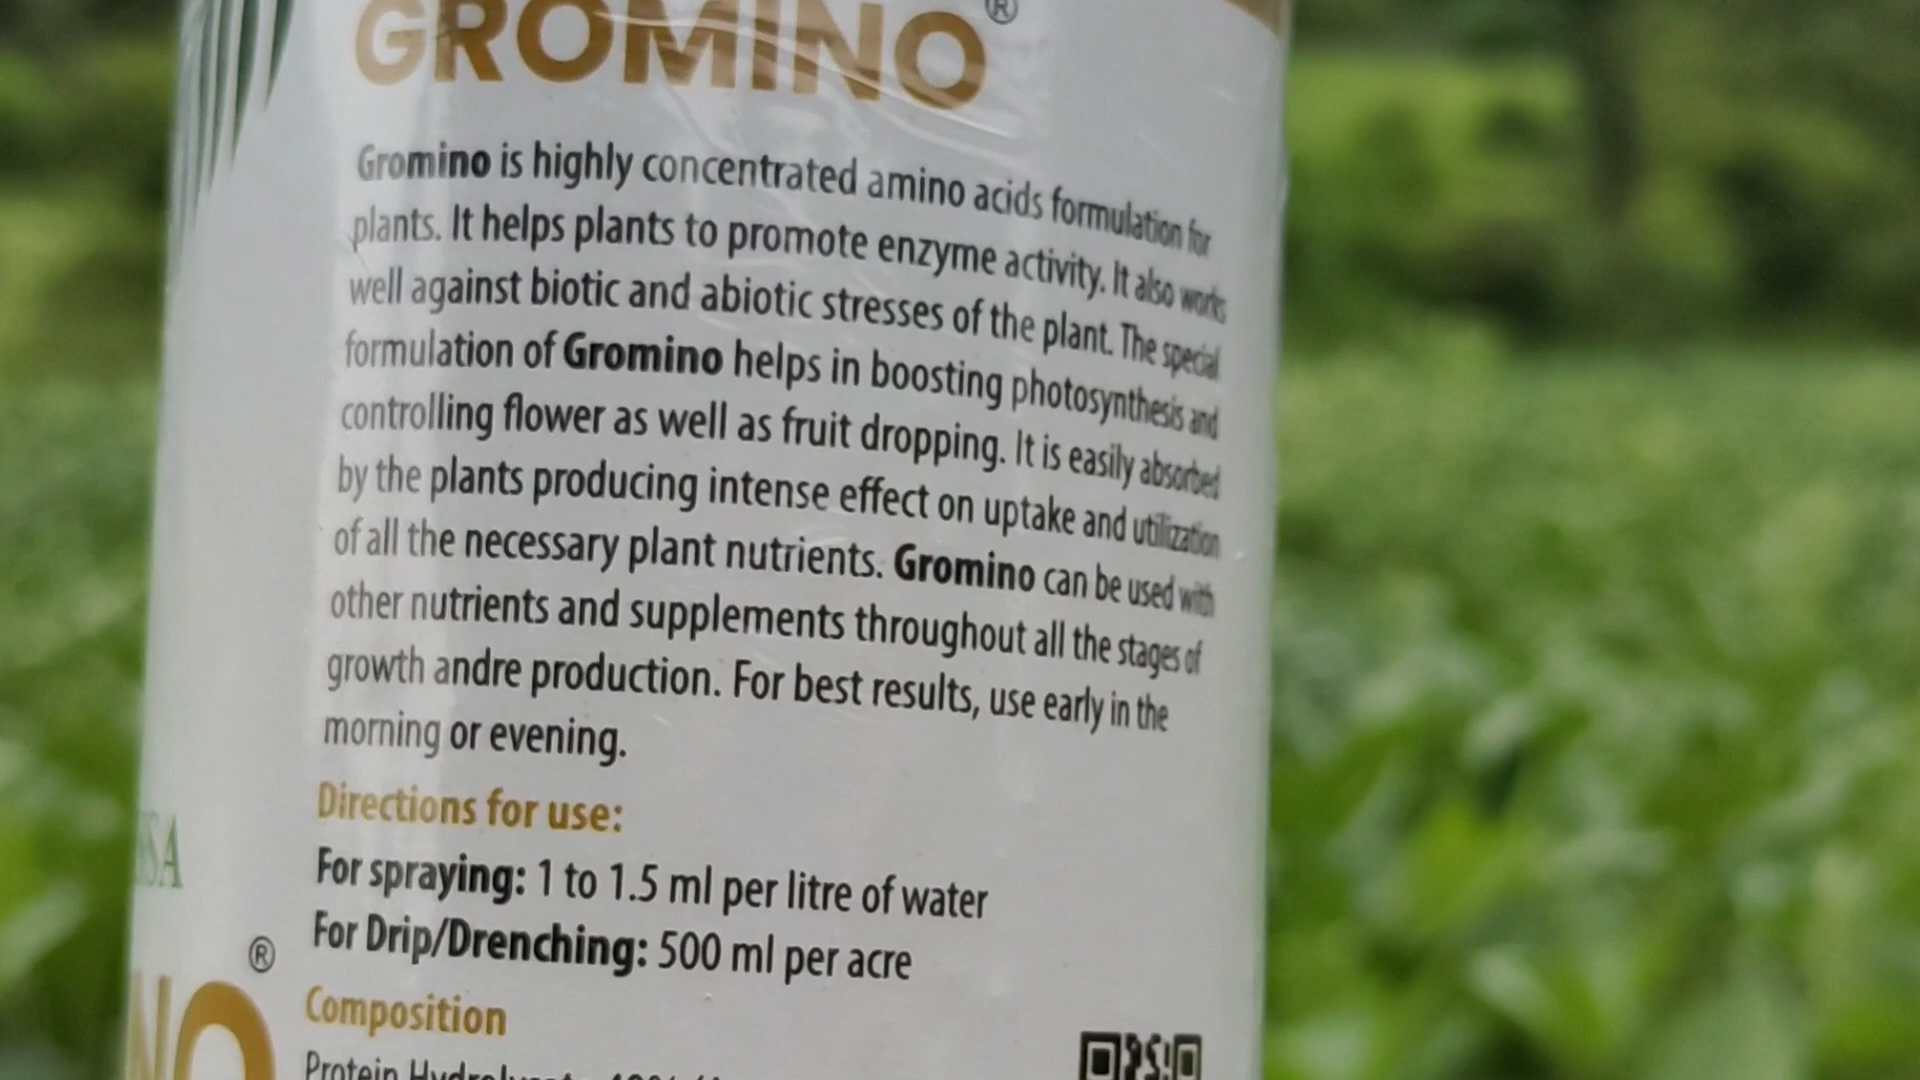 GROMINO®
Gromino is highly concentrated amino acids formulation for
plants. It helps plants to promote enzyme activity. It also works
well against biotic and abiotic stresses of the plant. The special
formulation of Gromino helps in boosting photosynthesis and
controlling flower as well as fruit dropping. It is easily absorbed
by the plants producing intense effect on uptake and utilization
of all the necessary plant nutrients. Gromino can be used with
other nutrients and supplements throughout all the stages of
growth andre production. For best results, use early in the
morning or evening.
Directions for use:
For spraying: 1 to 1.5 ml per litre of water
For Drip/Drenching: 500 ml per acre
Composition
Protein
SA
NO®